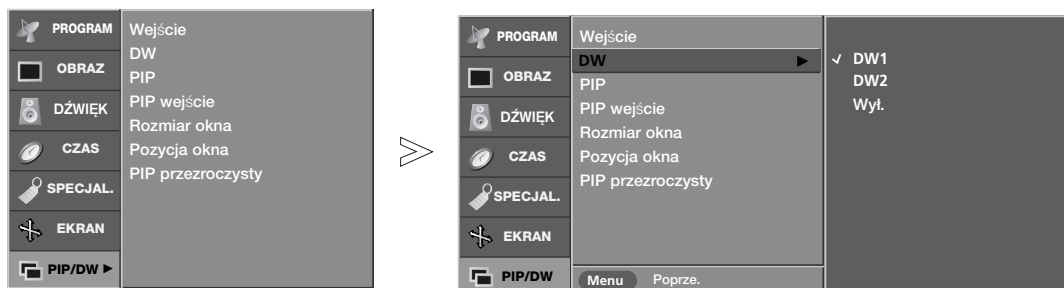 PROGRAM
OBRAZ
DŹWIĘK
CZAS
SPECJAL.
EKRAN
PIP/DW ►
Wejście
DW
PIP
PIP wejście
Rozmiar okna
Pozycja okna
PIP przezroczysty
PROGRAM
OBRAZ
DŹWIĘK
CZAS
SPECJAL.
EKRAN
PIP/DW
Wejście
DW ►
PIP
PIP wejście
Rozmiar okna
Pozycja okna
PIP przezroczysty
Menu Poprze.
✓ DW1
DW2
Wył.